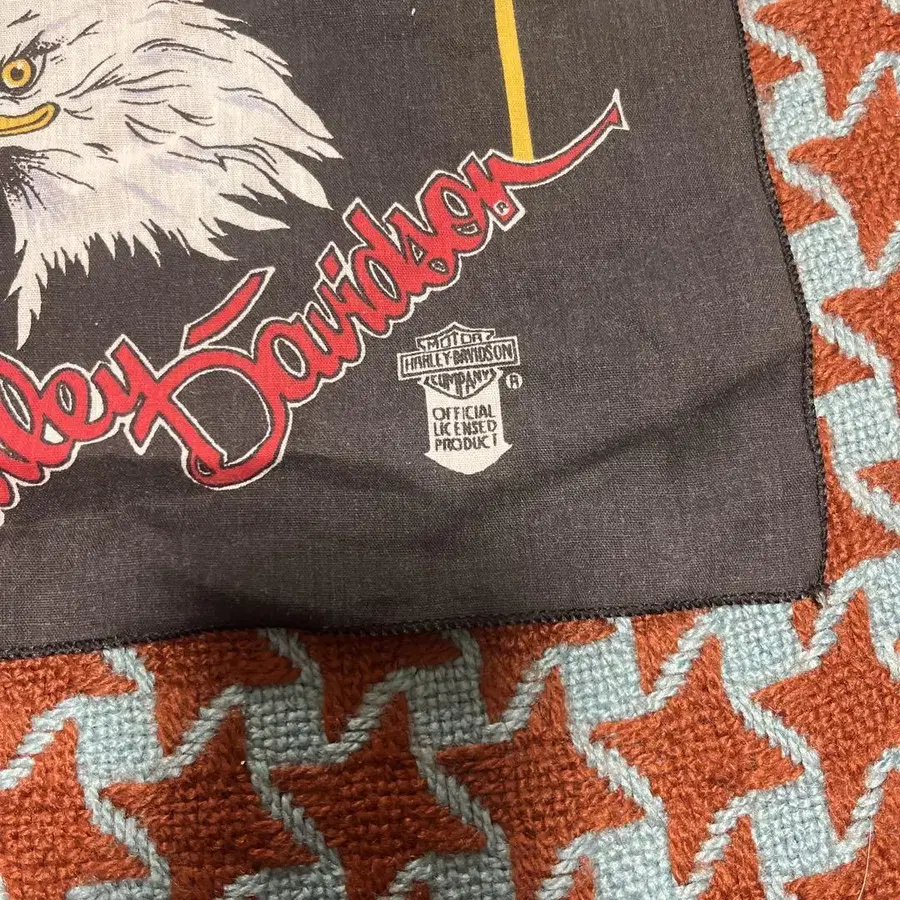 Davidson
®
MOTOR
HARLEY-DAVIDSON
COMPANY
®
OFFICIAL
LICENSED
PRODUCT